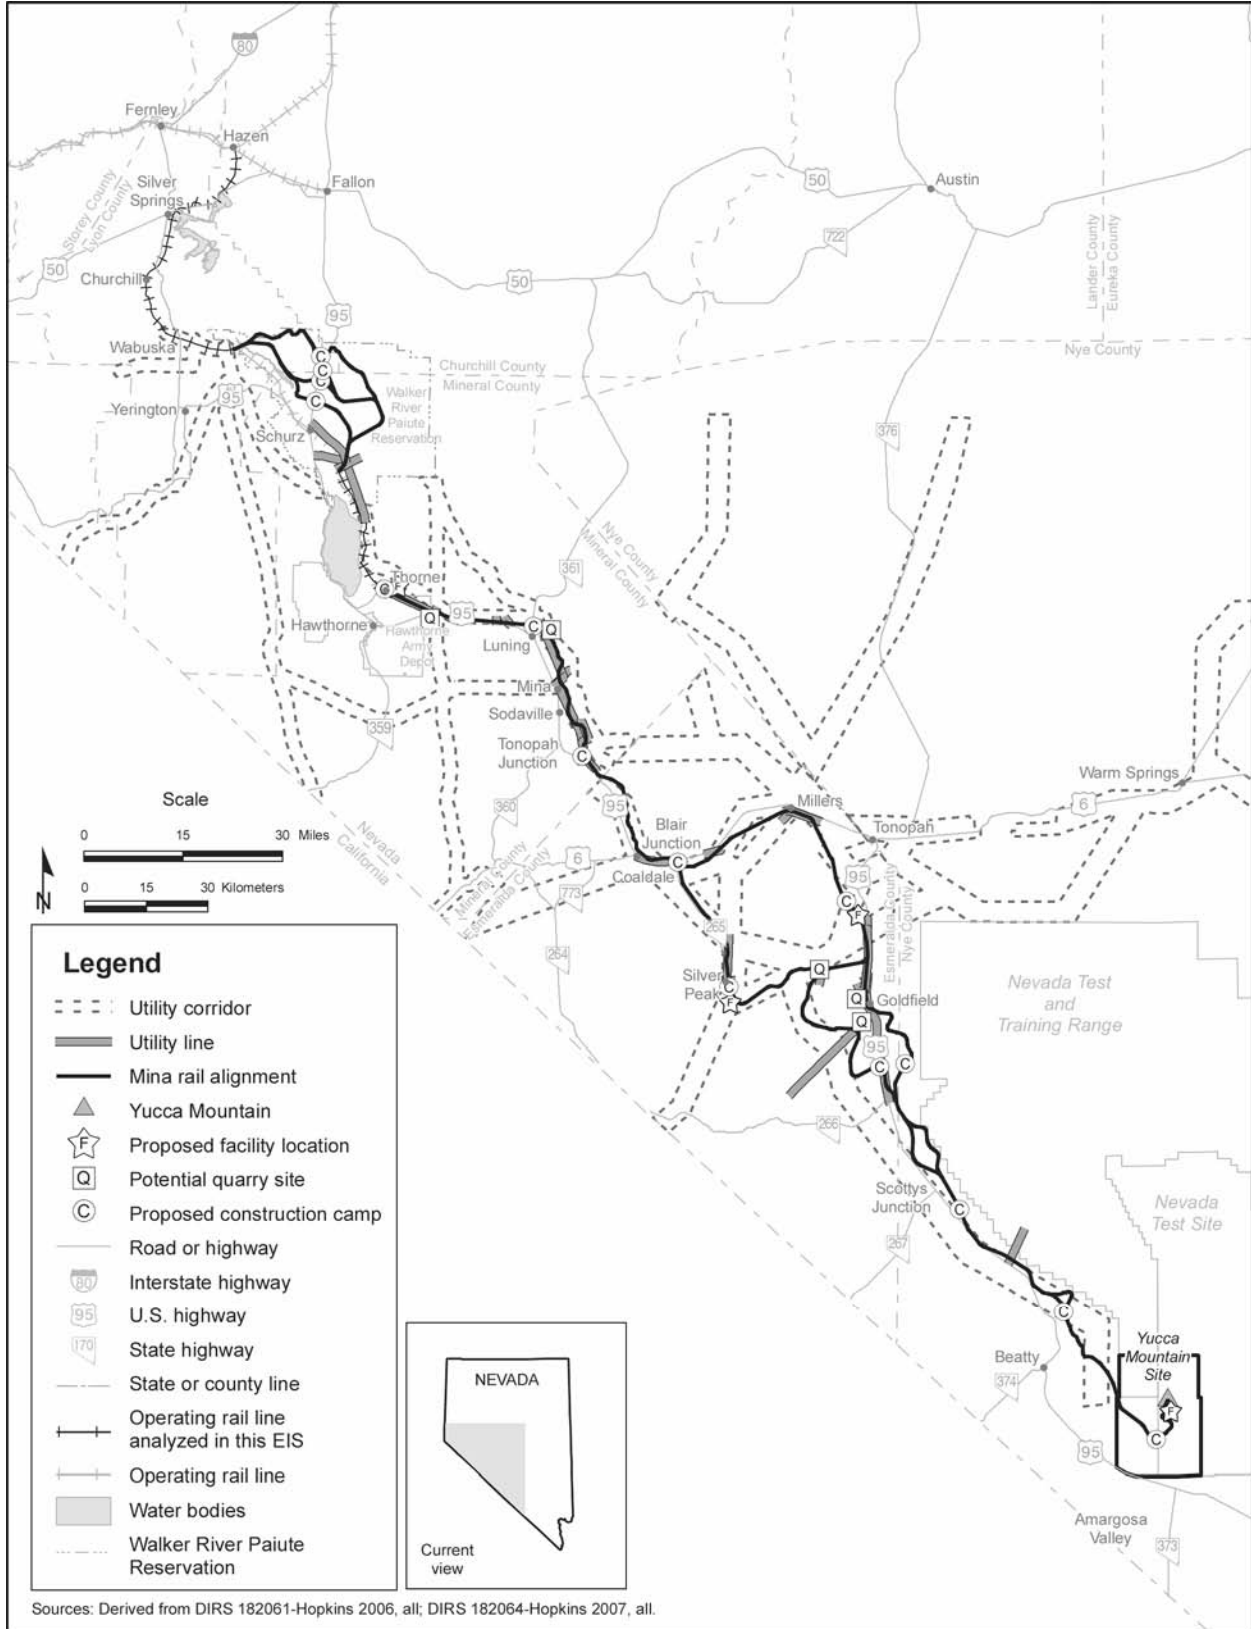 80
Fernley
Hazen
Silver
Springs
Fallon
50
Austin
Storey County
Lyon County
722
Lander County
Eureka County
50
Churchill
50
95
Wabuska
Nye County
Churchill County
Mineral County
C
C
C
C
95
Walker
River
Paiute
Reservation
Yerington
Schurz
376
Nye County
Mineral County
361
Thorne
C
F
Q
95
C
Q
Hawthorne
Hawthorne
Army
Depot
Luning
Mina
Sodaville
359
Tonopah
Junction
C
Warm Springs
Scale
0 15 30 Miles
0 15 30 Kilometers
N
Nevada
California
360
95
Millers
6
Blair
Junction
Tonopah
6
C
Coaldale
Mineral County
Esmeralda County
773
95
C
F
Esmeralda County
Nye County
265
264
Silver
Peak
C
F
Q
Q
Goldfield
Q
95
C
C
Nevada Test
and
Training Range
266
Scottys
Junction
C
267
Nevada
Test Site
C
Yucca
Mountain
Site
Beatty
374
F
C
95
Amargosa
Valley
373
Legend
Utility corridor
Utility line
Mina rail alignment
Yucca Mountain
F Proposed facility location
Q Potential quarry site
C Proposed construction camp
Road or highway
80 Interstate highway
95 U.S. highway
170 State highway
State or county line
Operating rail line
analyzed in this EIS
Operating rail line
Water bodies
Walker River Paiute
Reservation
NEVADA
Current
view
Sources: Derived from DIRS 182061-Hopkins 2006, all; DIRS 182064-Hopkins 2007, all.